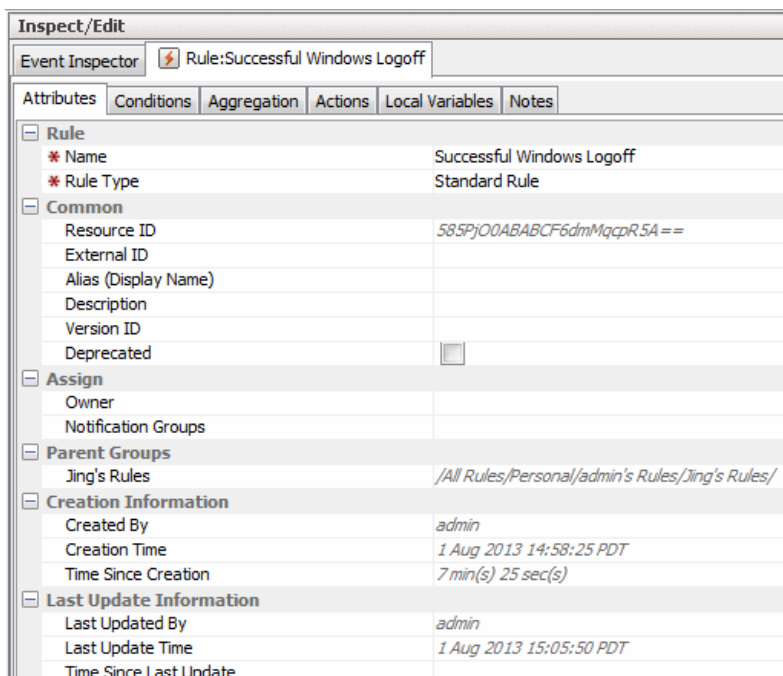 Inspect/Edit
Event Inspector Rule:Successful Windows Logoff
Attributes Conditions Aggregation Actions Local Variables Notes
Rule
* Name Successful Windows Logoff
* Rule Type Standard Rule
Common
Resource ID 585PjO0ABABCF6dmMqcpR5A==
External ID
Alias (Display Name)
Description
Version ID
Deprecated
Assign
Owner
Notification Groups
Parent Groups
Jing's Rules /All Rules/Personal/admin's Rules/Jing's Rules/
Creation Information
Created By admin
Creation Time 1 Aug 2013 14:58:25 PDT
Time Since Creation 7 min(s) 25 sec(s)
Last Update Information
Last Updated By admin
Last Update Time 1 Aug 2013 15:05:50 PDT
Time Since Last Update